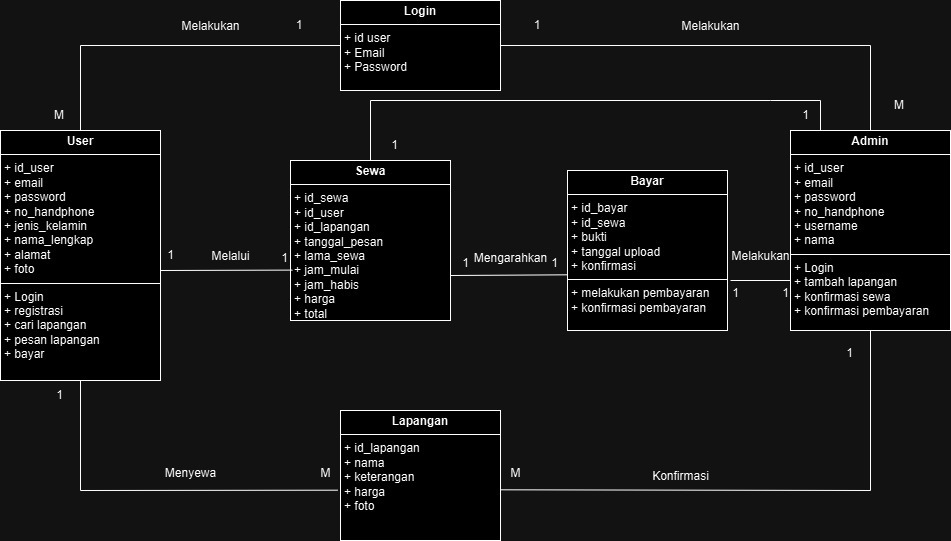 Login
+ id user
+ Email
+ Password
Melakukan
1
M
1
Melakukan
M
User
+ id_user
+ email
+ password
+ no_handphone
+ jenis_kelamin
+ nama_lengkap
+ alamat
+ foto
+ Login
+ registrasi
+ cari lapangan
+ pesan lapangan
+ bayar
1
Melalui
1
1
Sewa
+ id_sewa
+ id_user
+ id_lapangan
+ tanggal_pesan
+ lama_sewa
+ jam_mulai
+ jam_habis
+ harga
+ total
1
Mengarahkan
1
Bayar
+ id_bayar
+ id_sewa
+ bukti
+ tanggal upload
+ konfirmasi
+ melakukan pembayaran
+ konfirmasi pembayaran
Melakukan
1
1
1
Admin
+ id_user
+ email
+ password
+ no_handphone
+ username
+ nama
+ Login
+ tambah lapangan
+ konfirmasi sewa
+ konfirmasi pembayaran
1
1
Menyewa
M
Lapangan
+ id_lapangan
+ nama
+ keterangan
+ harga
+ foto
M
Konfirmasi